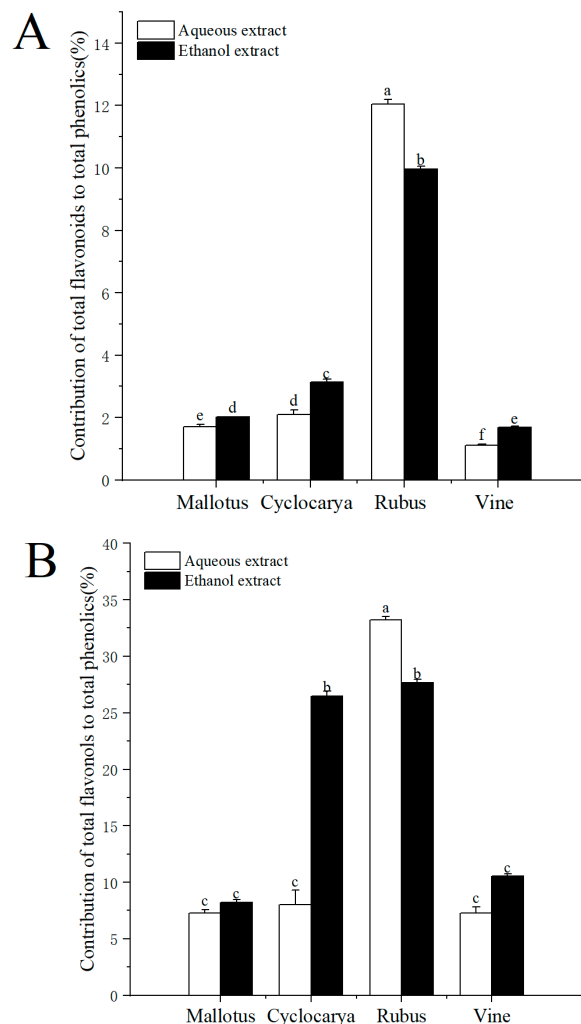 A
Aqueous extract
Ethanol extract
Contribution of total flavonoids to total phenolics(%)
14
12
10
8
6
4
2
0
e
d
d
c
a
b
f
e
Mallotus Cyclocarya Rubus Vine
B
Aqueous extract
Ethanol extract
Contribution of total flavonols to total phenolics(%)
40
35
30
25
20
15
10
5
0
c
c
c
b
a
b
c
c
Mallotus Cyclocarya Rubus Vine